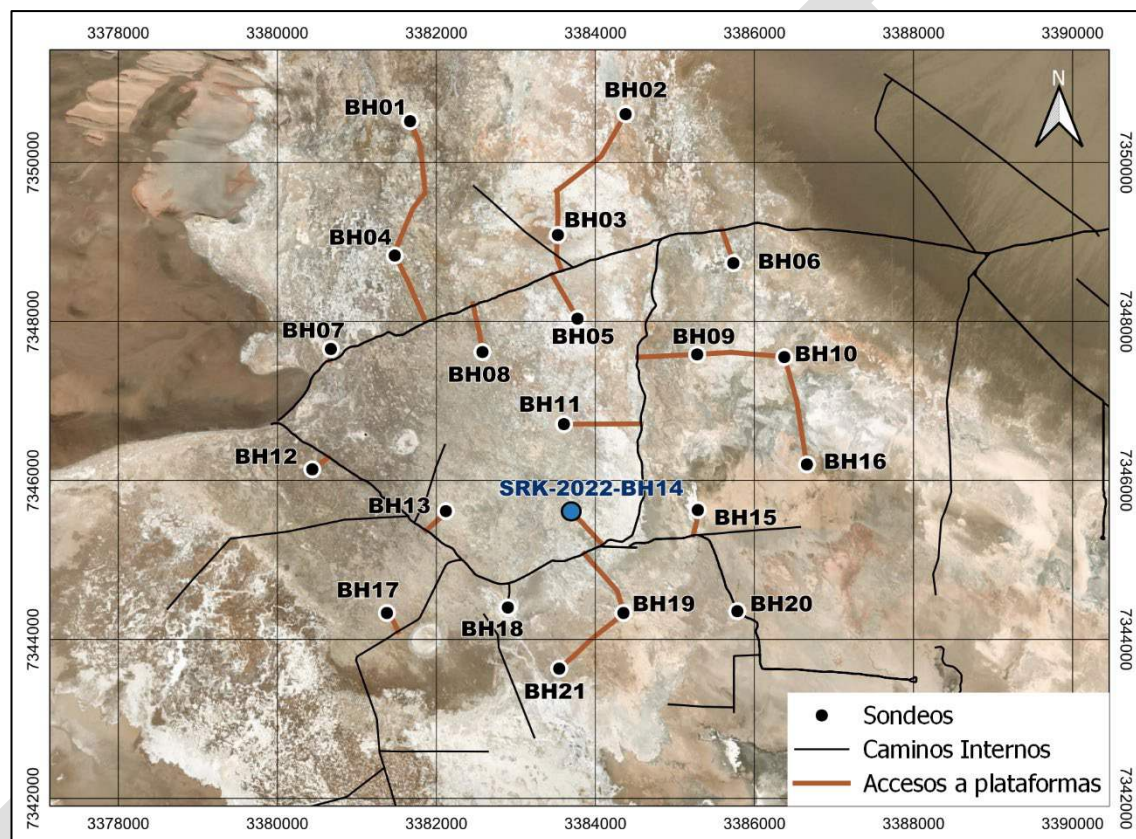 3378000 3380000 3382000 3384000 3386000 3388000 3390000
N
BH02
BH01
7350000
7350000
BH03
BH04
BH06
7348000
7348000
BH07
BH05
BH09
BH10
BH08
BH11
BH12
BH16
7346000
7346000
SRK-2022-BH14
BH13
BH15
BH17
BH19
BH20
BH18
7344000
7344000
BH21
Sondeos
Caminos Internos
Accesos a plataformas
7342000
7342000
3378000 3380000 3382000 3384000 3386000 3388000 3390000